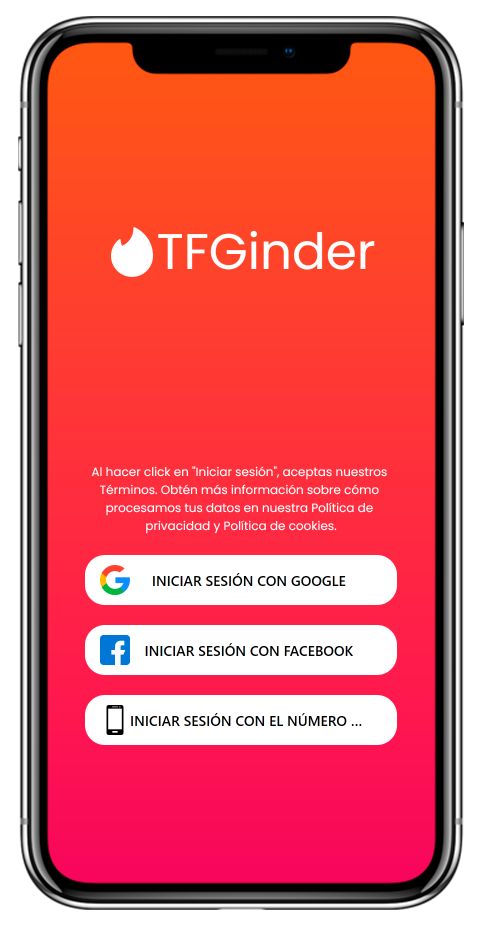 TFGinder
Al hacer click en "Iniciar sesión", aceptas nuestros
Términos. Obtén más información sobre cómo
procesamos tus datos en nuestra Política de
privacidad y Política de cookies.
INICIAR SESIÓN CON GOOGLE
INICIAR SESIÓN CON FACEBOOK
INICIAR SESIÓN CON EL NÚMERO ...